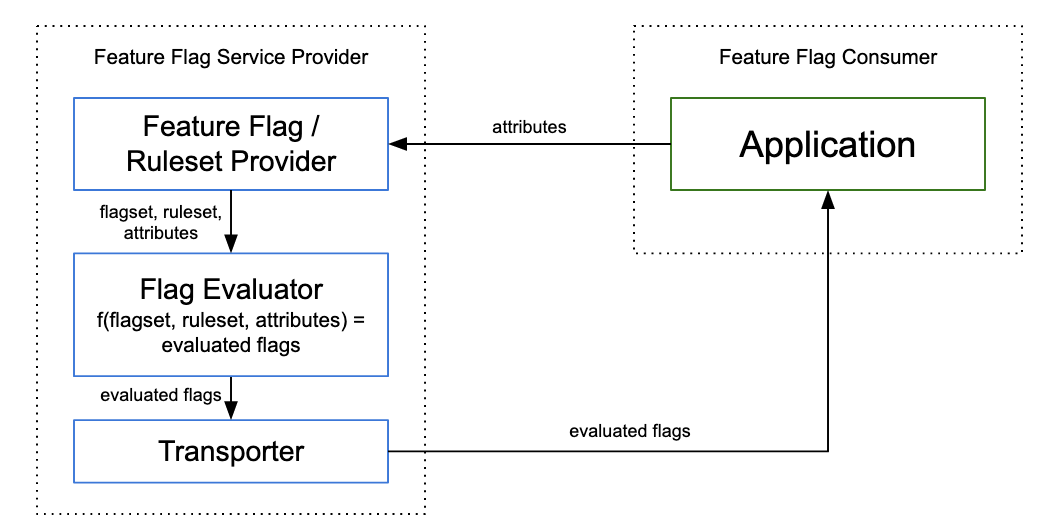 Feature Flag Service Provider
Feature Flag Consumer
Feature Flag /
Ruleset Provider
attributes
Application
flagset, ruleset,
attributes
Flag Evaluator
f(flagset, ruleset, attributes) =
evaluated flags
evaluated flags
Transporter
evaluated flags